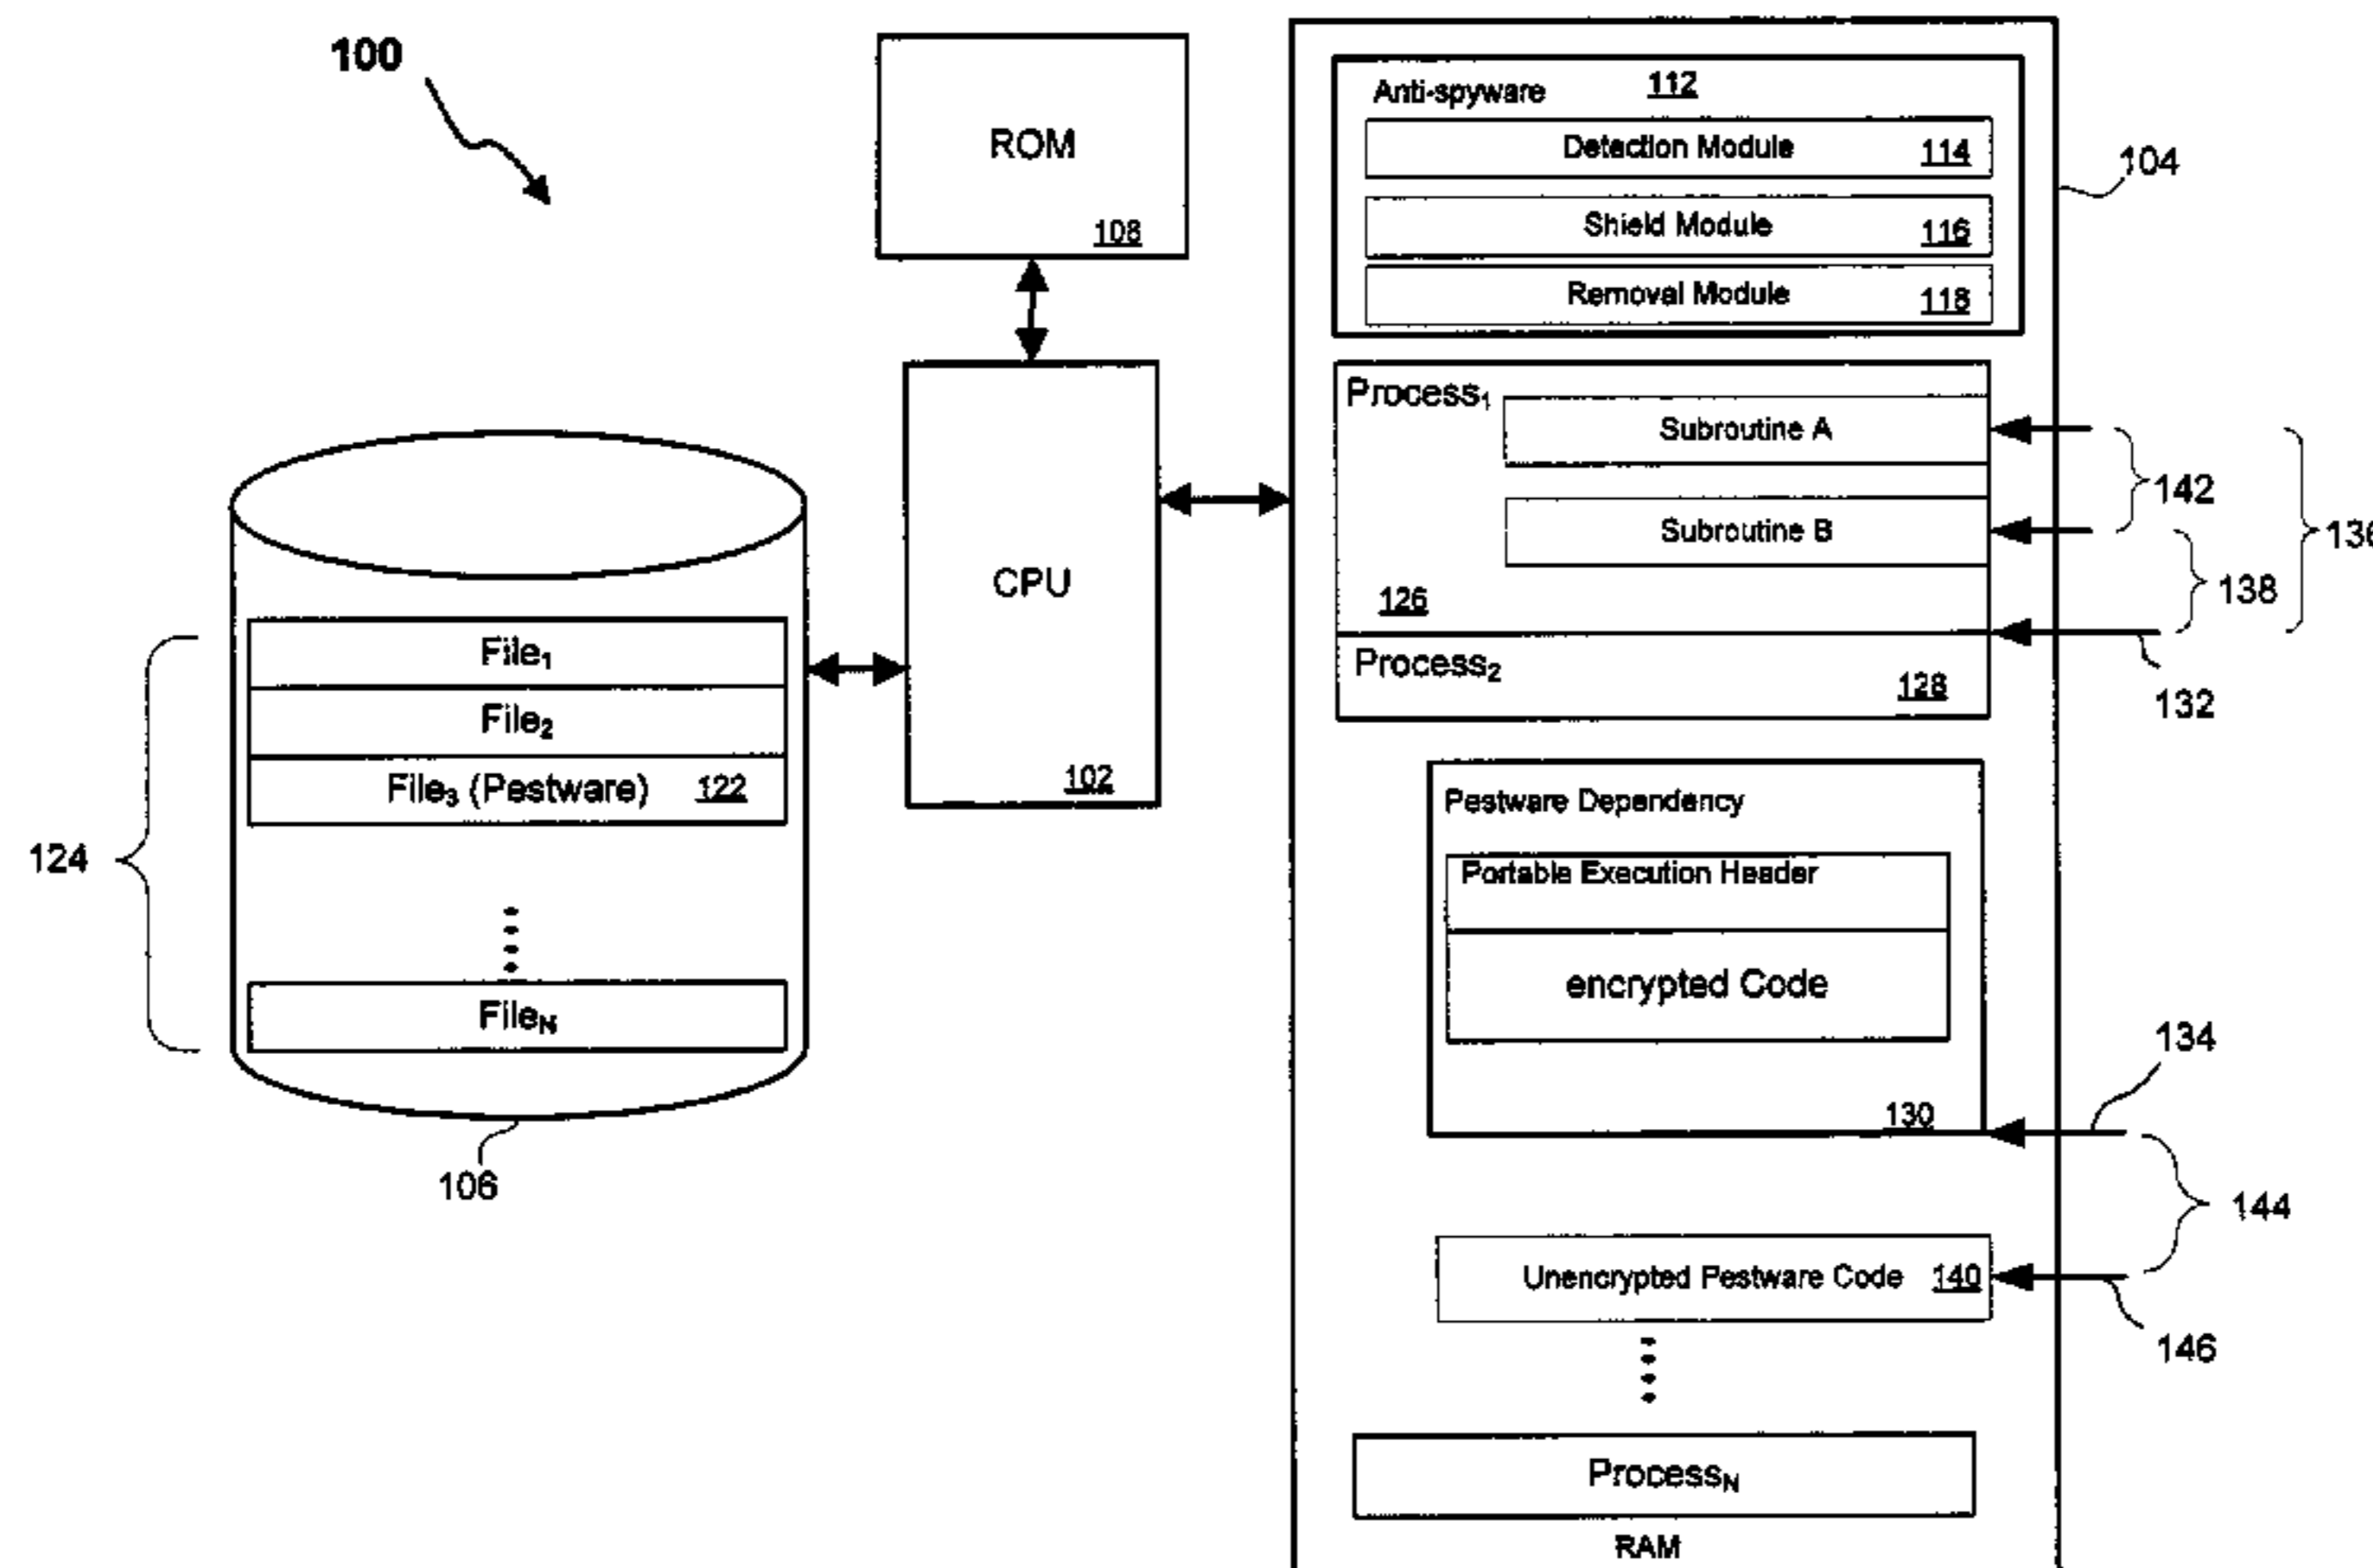 100
ROM
108
Anti-spyware 112
Detection Module 114
Shield Module 116
Removal Module 118
104
Process₁
Subroutine A
Subroutine B
126
142
138
136
Process₂
128
132
CPU
102
File₁
File₂
File₃ (Pestware) 122
File_N
124
106
Pestware Dependency
Portable Execution Header
encrypted Code
130
134
144
Unencrypted Pestware Code 140
146
Process_N
RAM